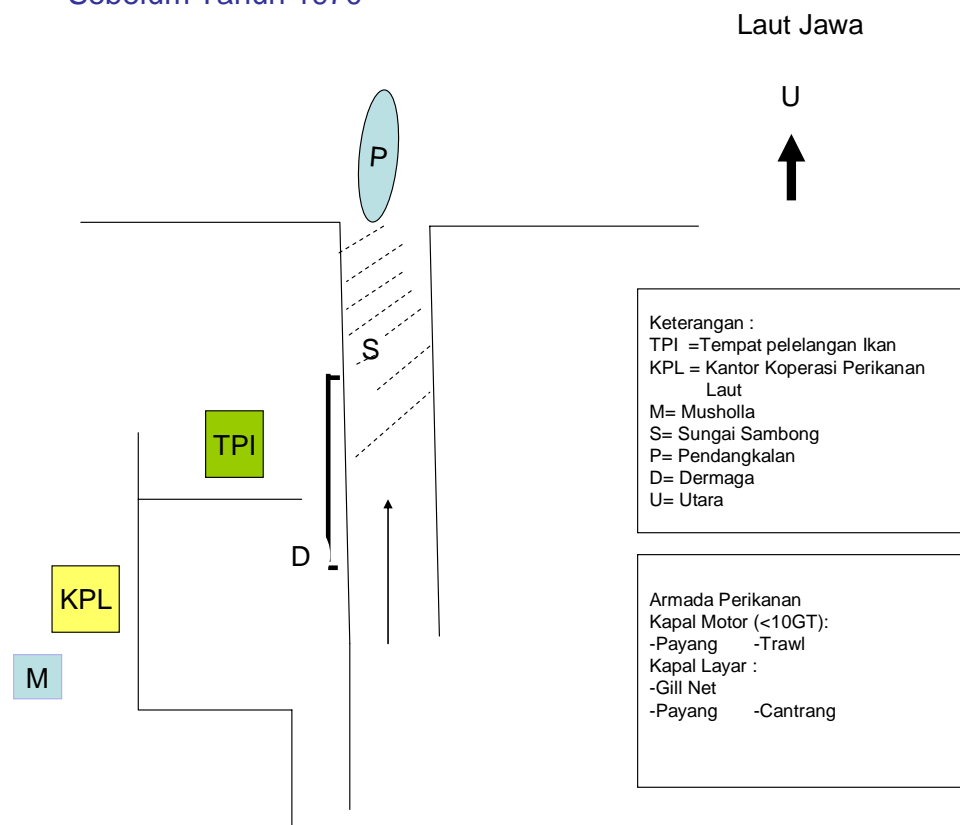 Laut Jawa
U
P
S
TPI
D
KPL
M
Keterangan :
TPI =Tempat pelelangan Ikan
KPL = Kantor Koperasi Perikanan
Laut
M= Musholla
S= Sungai Sambong
P= Pendangkalan
D= Dermaga
U= Utara
Armada Perikanan
Kapal Motor (<10GT):
-Payang -Trawl
Kapal Layar :
-Gill Net
-Payang -Cantrang